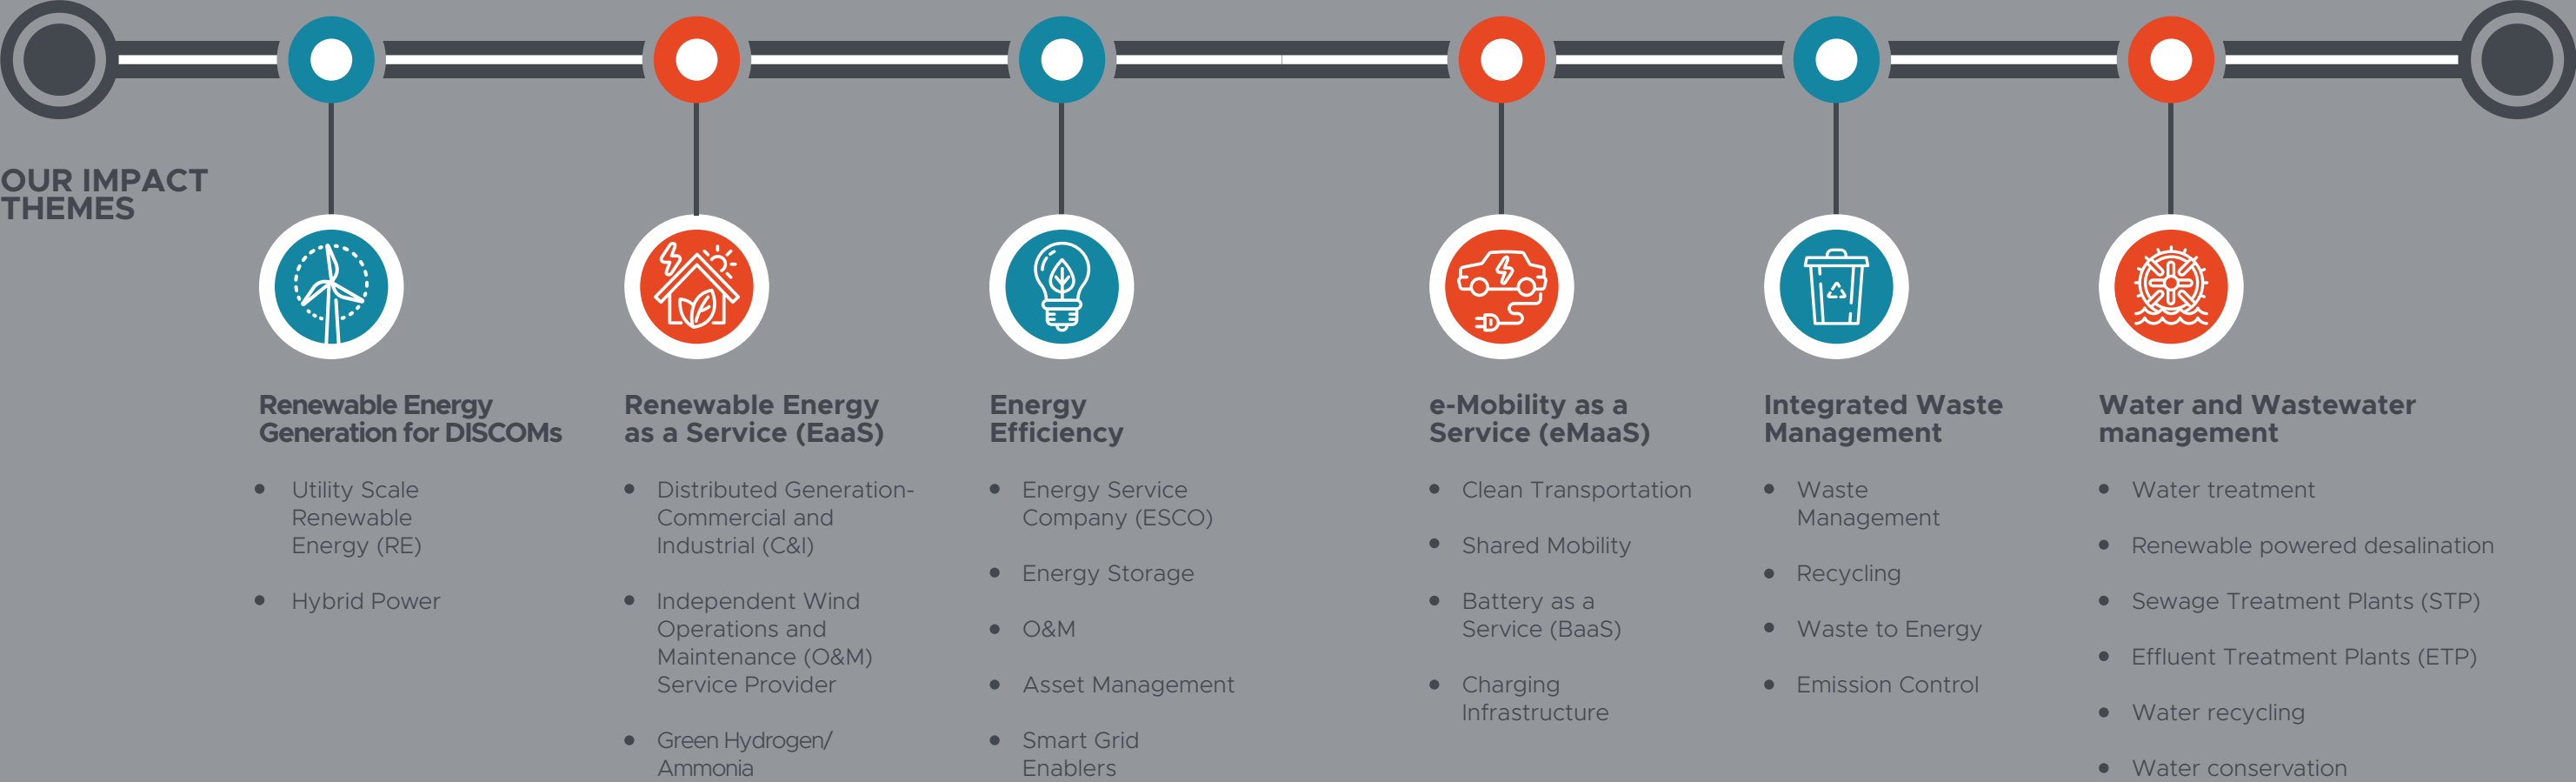 OUR IMPACT
THEMES
Renewable Energy
Generation for DISCOMs
Utility Scale
Renewable
Energy (RE)
Hybrid Power
Renewable Energy
as a Service (EaaS)
Distributed Generation-
Commercial and
Industrial (C&I)
Independent Wind
Operations and
Maintenance (O&M)
Service Provider
Green Hydrogen/
Ammonia
Energy
Efficiency
Energy Service
Company (ESCO)
Energy Storage
O&M
Asset Management
Smart Grid
Enablers
e-Mobility as a
Service (eMaaS)
Clean Transportation
Shared Mobility
Battery as a
Service (BaaS)
Charging
Infrastructure
Integrated Waste
Management
Waste
Management
Recycling
Waste to Energy
Emission Control
Water and Wastewater
management
Water treatment
Renewable powered desalination
Sewage Treatment Plants (STP)
Effluent Treatment Plants (ETP)
Water recycling
Water conservation